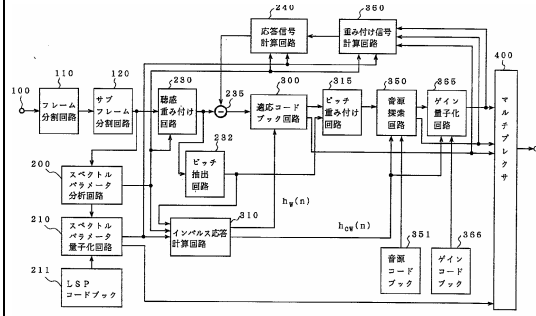 240
応答信号
計算回路
360
重み付け信号
計算回路
400
マルチプレクサ
100
110
フレーム
分割回路
120
サブ
フレーム
分割回路
230
聴感
重み付け
回路
235
300
適応コード
ブック回路
315
ピッチ
重み付け
回路
350
音源
探索
回路
365
ゲイン
量子化
回路
232
ピッチ
抽出
回路
200
スペクトル
パラメータ
分析回路
210
スペクトル
パラメータ
量子化回路
310
インパルス応答
計算回路
hw(n)
hcw(n)
211
LSP
コードブック
351
音源
コード
ブック
366
ゲイン
コード
ブック